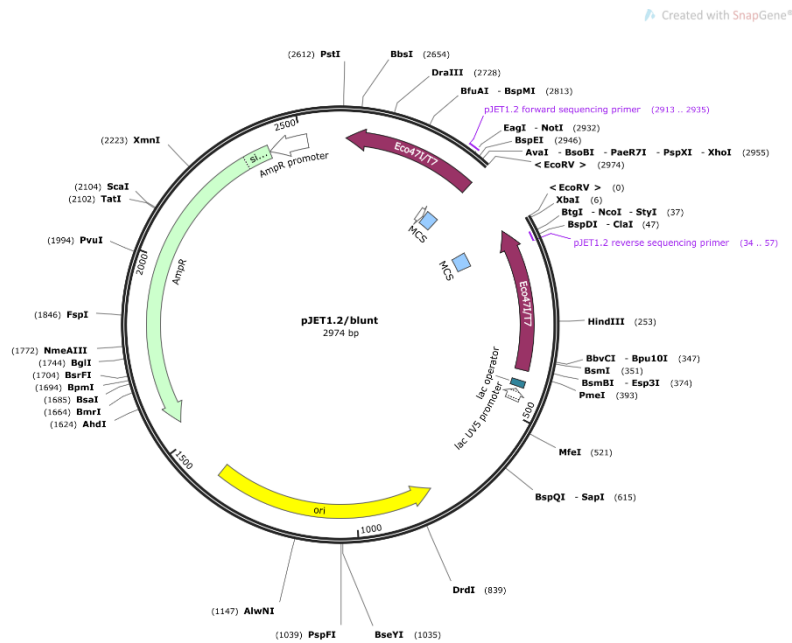 Created with SnapGene®
(2612) PstI
BbsI (2654)
DraIII (2728)
BfuAI - BspMI (2813)
pJET1.2 forward sequencing primer (2913 .. 2935)
EagI - NotI (2932)
BspEI (2946)
AvaI - BsoBI - PaeR7I - PspXI - XhoI (2955)
< EcoRV > (2974)
< EcoRV > (0)
XbaI (6)
BtgI - NcoI - StyI (37)
BspDI - ClaI (47)
pJET1.2 reverse sequencing primer (34 .. 57)
HindIII (253)
BbvCI - Bpu10I (347)
BsmI (351)
BsmBI - Esp3I (374)
PmeI (393)
MfeI (521)
BspQI - SapI (615)
DrdI (839)
BseYI (1035)
(1039) PspFI
(1147) AlwNI
(1624) AhdI
(1664) BmrI
(1685) BsaI
(1694) BpmI
(1704) BsrFI
(1744) BglI
(1772) NmeAIII
(1846) FspI
(1994) PvuI
(2102) TatI
(2104) ScaI
(2223) XmnI
2500
2000
1500
1000
500
si...
AmpR promoter
AmpR
Eco47I/T7
MCS
MCS
Eco47I/T7
lac operator
lac UV5 promoter
ori
pJET1.2/blunt
2974 bp